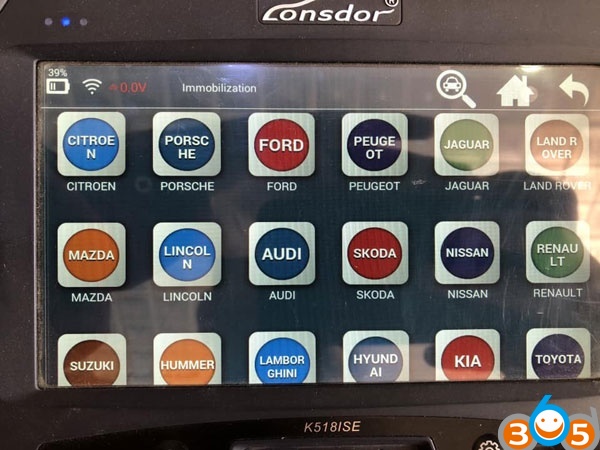 Lonsdor®
39%
0.0V Immobilization
CITROE
N
PORSC
HE
FORD
PEUGE
OT
JAGUAR
LAND R
OVER
CITROEN PORSCHE FORD PEUGEOT JAGUAR LAND ROVER
MAZDA
LINCOL
N
AUDI
SKODA
NISSAN
RENAU
LT
MAZDA LINCOLN AUDI SKODA NISSAN RENAULT
SUZUKI
HUMMER
LAMBOR
GHINI
HYUND
AI
KIA
TOYOTA
K518ISE
365